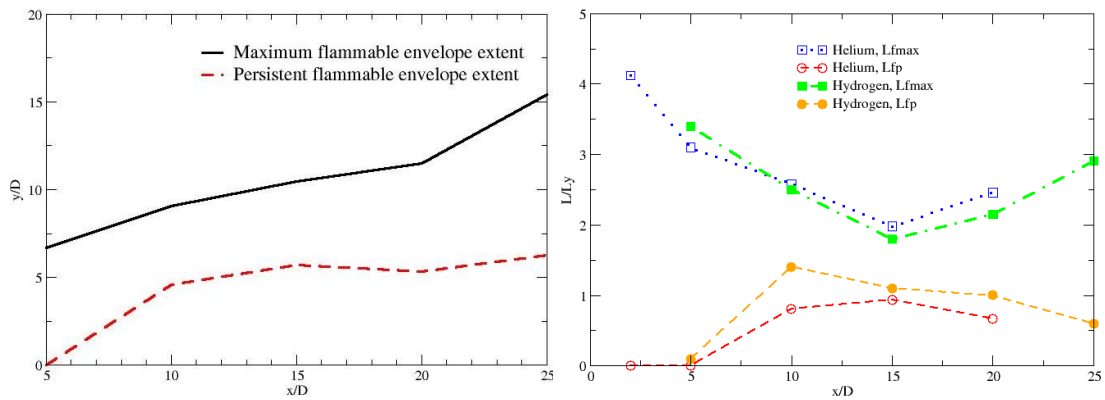 20
15
10
5
0
y/D
Maximum flammable envelope extent
Persistent flammable envelope extent
5
10
15
20
25
x/D
5
4
3
2
1
0
L/Ly
Helium, Lfmax
Helium, Lfp
Hydrogen, Lfmax
Hydrogen, Lfp
0
5
10
15
20
25
x/D